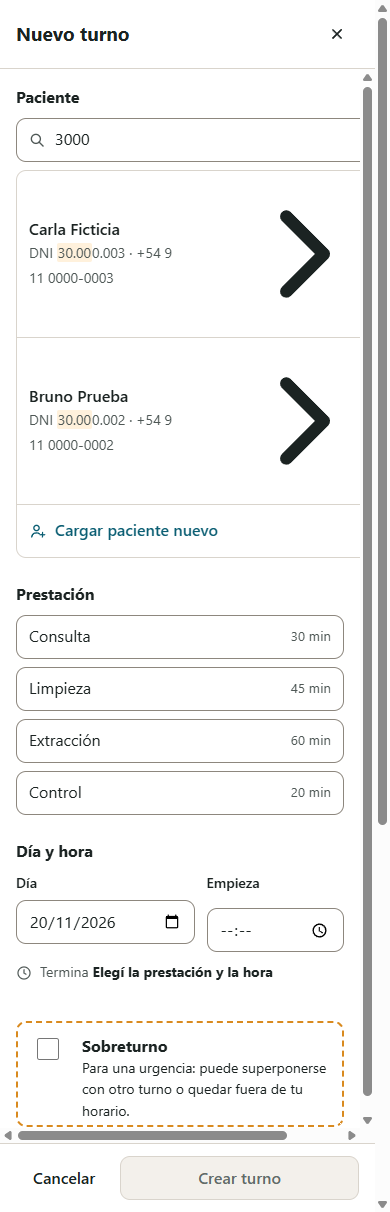 Nuevo turno
Paciente
3000
Carla Ficticia
DNI 30.000.003 · +54 9
11 0000-0003
Bruno Prueba
DNI 30.000.002 · +54 9
11 0000-0002
Cargar paciente nuevo
Prestación
Consulta 30 min
Limpieza 45 min
Extracción 60 min
Control 20 min
Día y hora
Día Empieza
20/11/2026 --:--
Termina Elegí la prestación y la hora
Sobreturno
Para una urgencia: puede superponerse
con otro turno o quedar fuera de tu
horario.
Cancelar Crear turno